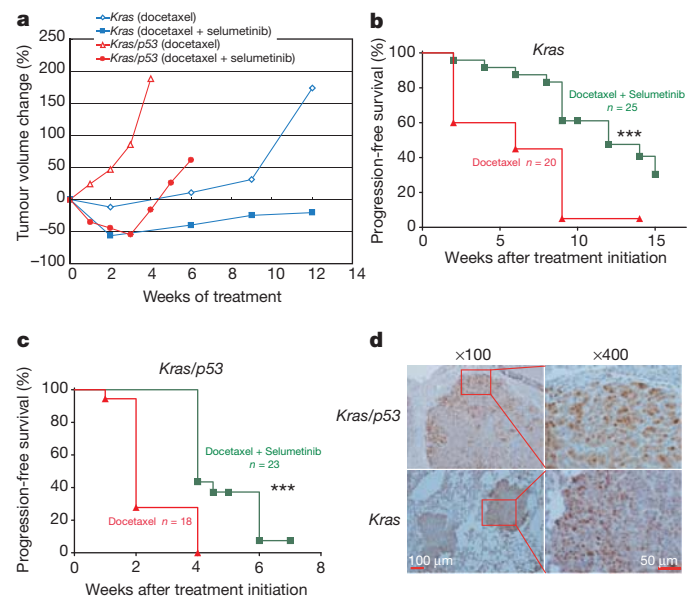 a
Kras (docetaxel)
Kras (docetaxel + selumetinib)
Kras/p53 (docetaxel)
Kras/p53 (docetaxel + selumetinib)
Tumour volume change (%)
250
200
150
100
50
0
−50
−100
0 2 4 6 8 10 12 14
Weeks of treatment
b
Kras
Progression-free survival (%)
100
80
60
40
20
0
Docetaxel + Selumetinib
n = 25
***
Docetaxel n = 20
0 5 10 15
Weeks after treatment initiation
c
Kras/p53
Progression-free survival (%)
100
80
60
40
20
0
Docetaxel + Selumetinib
n = 23
***
Docetaxel n = 18
0 2 4 6 8
Weeks after treatment initiation
d
×100 ×400
Kras/p53
Kras
100 µm 50 µm